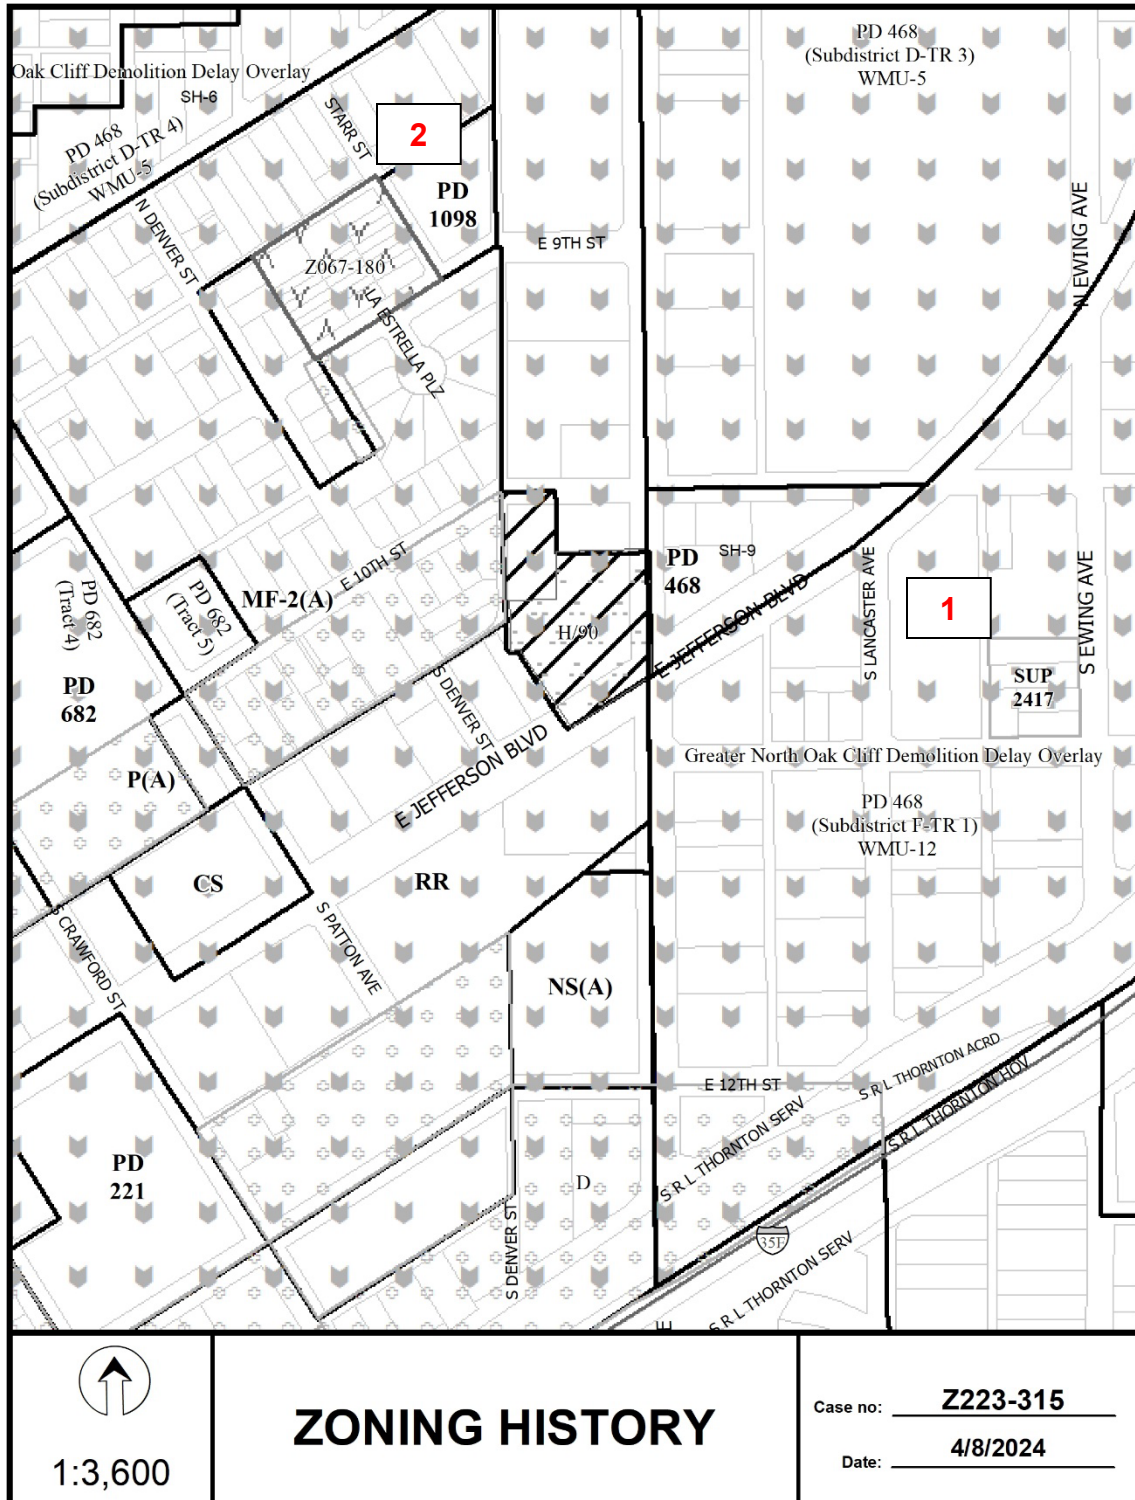 PD 468
(Subdistrict D-TR 3)
WMU-5
Oak Cliff Demolition Delay Overlay
SH-6
PD 468
(Subdistrict D-TR 4)
WMU-5
STARR ST
2
PD
1098
N DENVER ST
E 9TH ST
N EWING AVE
Z067-180
LA ESTRELLA PLZ
E 10TH ST
PD
468
SH-9
E JEFFERSON BLVD
S LANCASTER AVE
1
S EWING AVE
SUP
2417
PD 682
(Tract 4)
PD 682
(Tract 5)
MF-2(A)
H/90
PD
682
S DENVER ST
P(A)
E JEFFERSON BLVD
Greater North Oak Cliff Demolition Delay Overlay
PD 468
(Subdistrict F-TR 1)
WMU-12
CS
RR
S CRAWFORD ST
S PATTON AVE
NS(A)
E 12TH ST
S R L THORNTON ACRD
S R L THORNTON HOV
S R L THORNTON SERV
PD
221
D
S DENVER ST
35E
S R L THORNTON SERV
E
1:3,600
ZONING HISTORY
Case no: Z223-315
Date: 4/8/2024